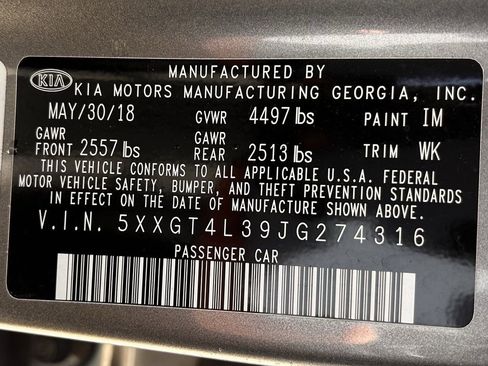 MANUFACTURED BY
KIA KIA MOTORS MANUFACTURING GEORGIA, INC.
MAY/30/18 GVWR 4497 lbs PAINT IM
GAWR GAWR
FRONT 2557 lbs REAR 2513 lbs TRIM WK
THIS VEHICLE CONFORMS TO ALL APPLICABLE U.S.A. FEDERAL
MOTOR VEHICLE SAFETY, BUMPER, AND THEFT PREVENTION STANDARDS
IN EFFECT ON THE DATE OF MANUFACTURE SHOWN ABOVE.
V.I.N. 5XXGT4L39JG274316
PASSENGER CAR